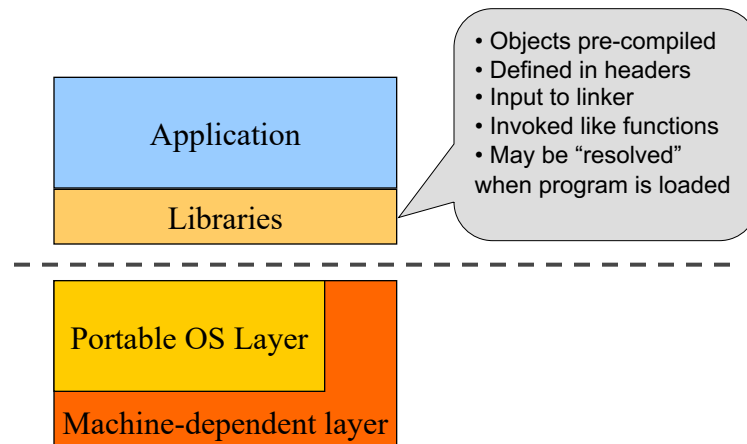 • Objects pre-compiled
• Defined in headers
• Input to linker
• Invoked like functions
• May be “resolved”
when program is loaded
Application
Libraries
Portable OS Layer
Machine-dependent layer